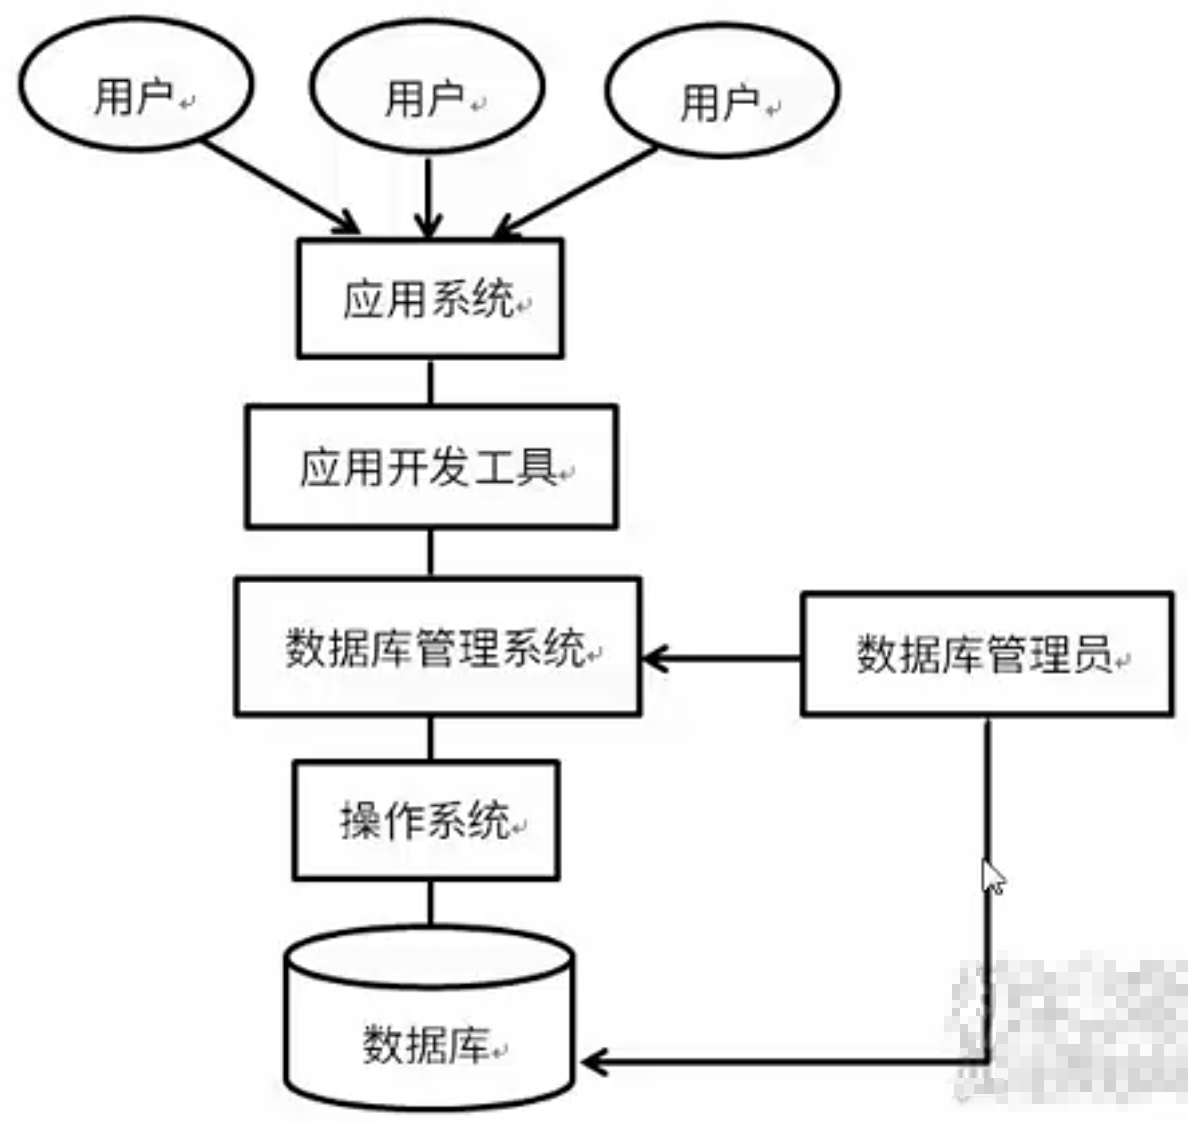 用户
用户
用户
应用系统
应用开发工具
数据库管理系统
数据库管理员
操作系统
数据库